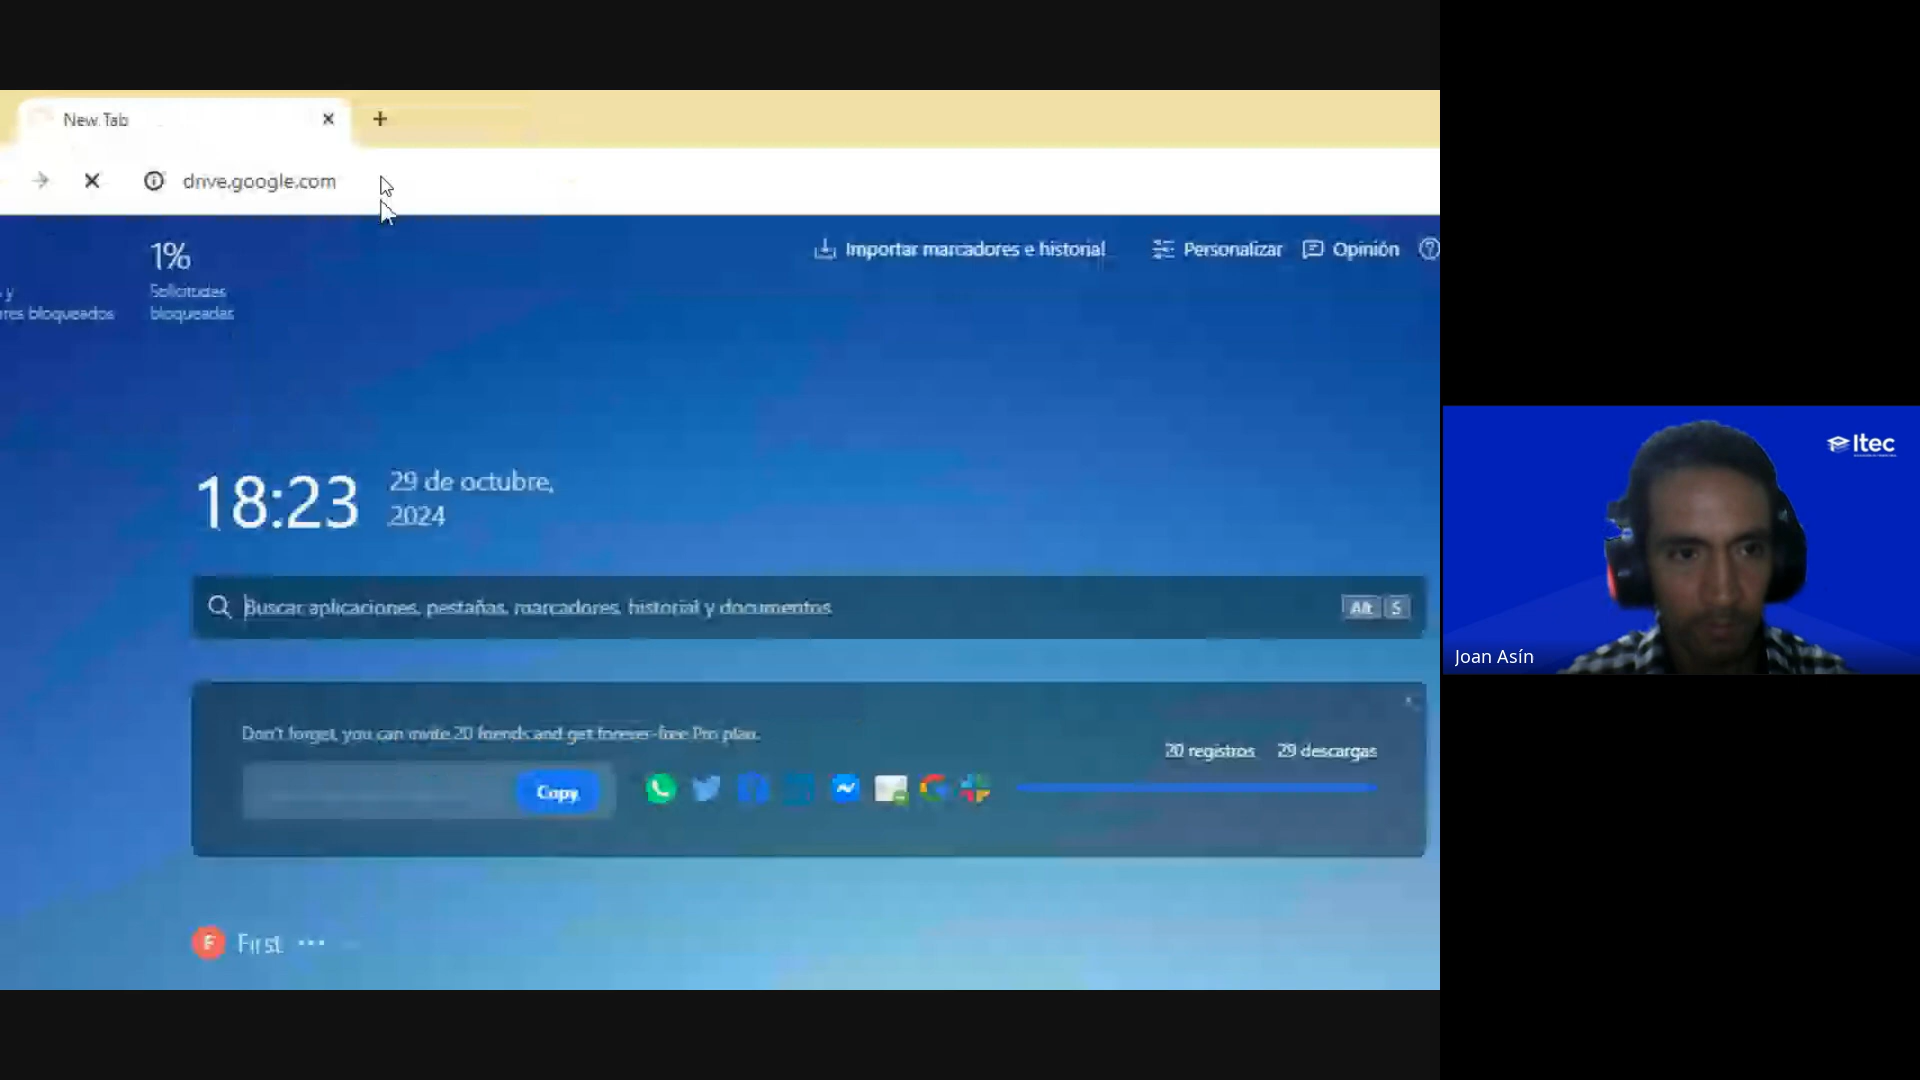 New Tab
drive.google.com
1%
Solicitudes
bloqueadas
y
res bloqueados
Importar marcadores e historial
Personalizar
Opinión
18:23
29 de octubre,
2024
Buscar aplicaciones, pestañas, marcadores, historial y documentos
Alt S
Don't forget, you can invite 20 friends and get forever-free Pro plan.
20 registros
29 descargas
Copy
F First
Itec
Joan Asín